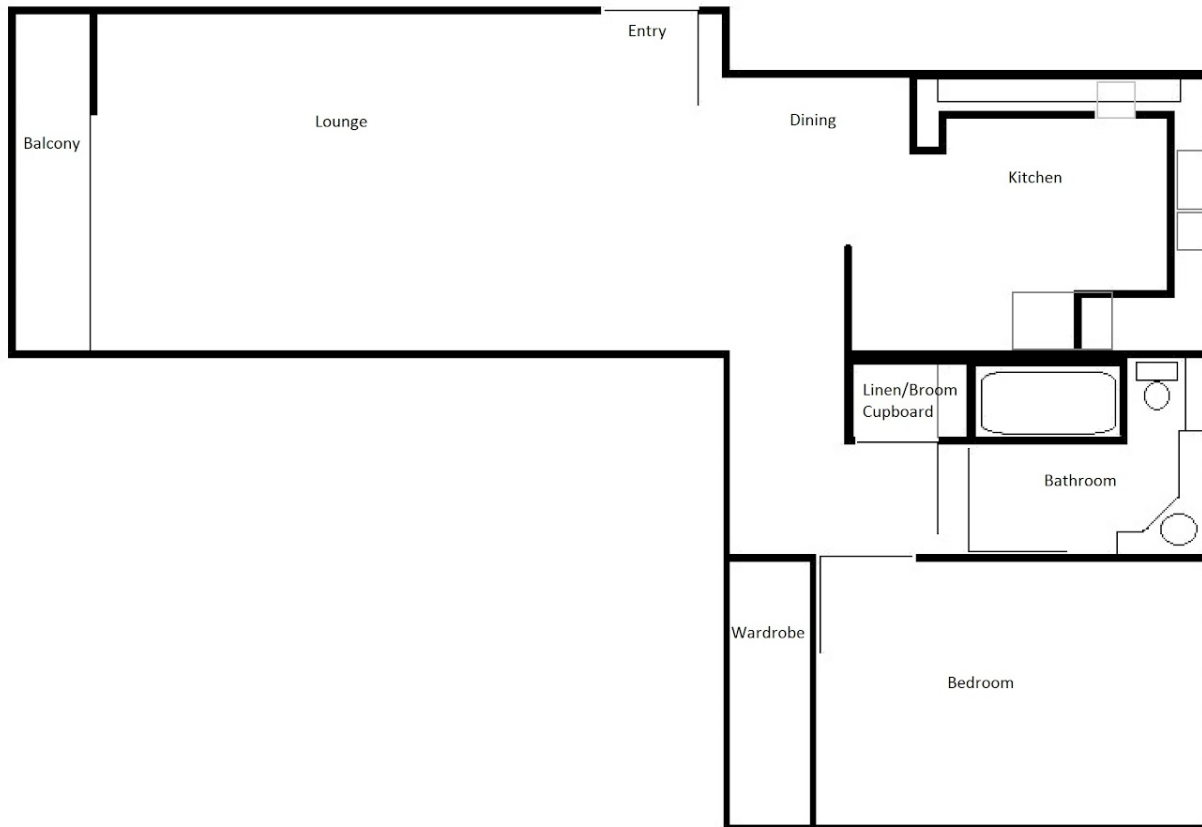 Entry
Lounge
Dining
Balcony
Kitchen
Linen/Broom
Cupboard
Bathroom
Wardrobe
Bedroom